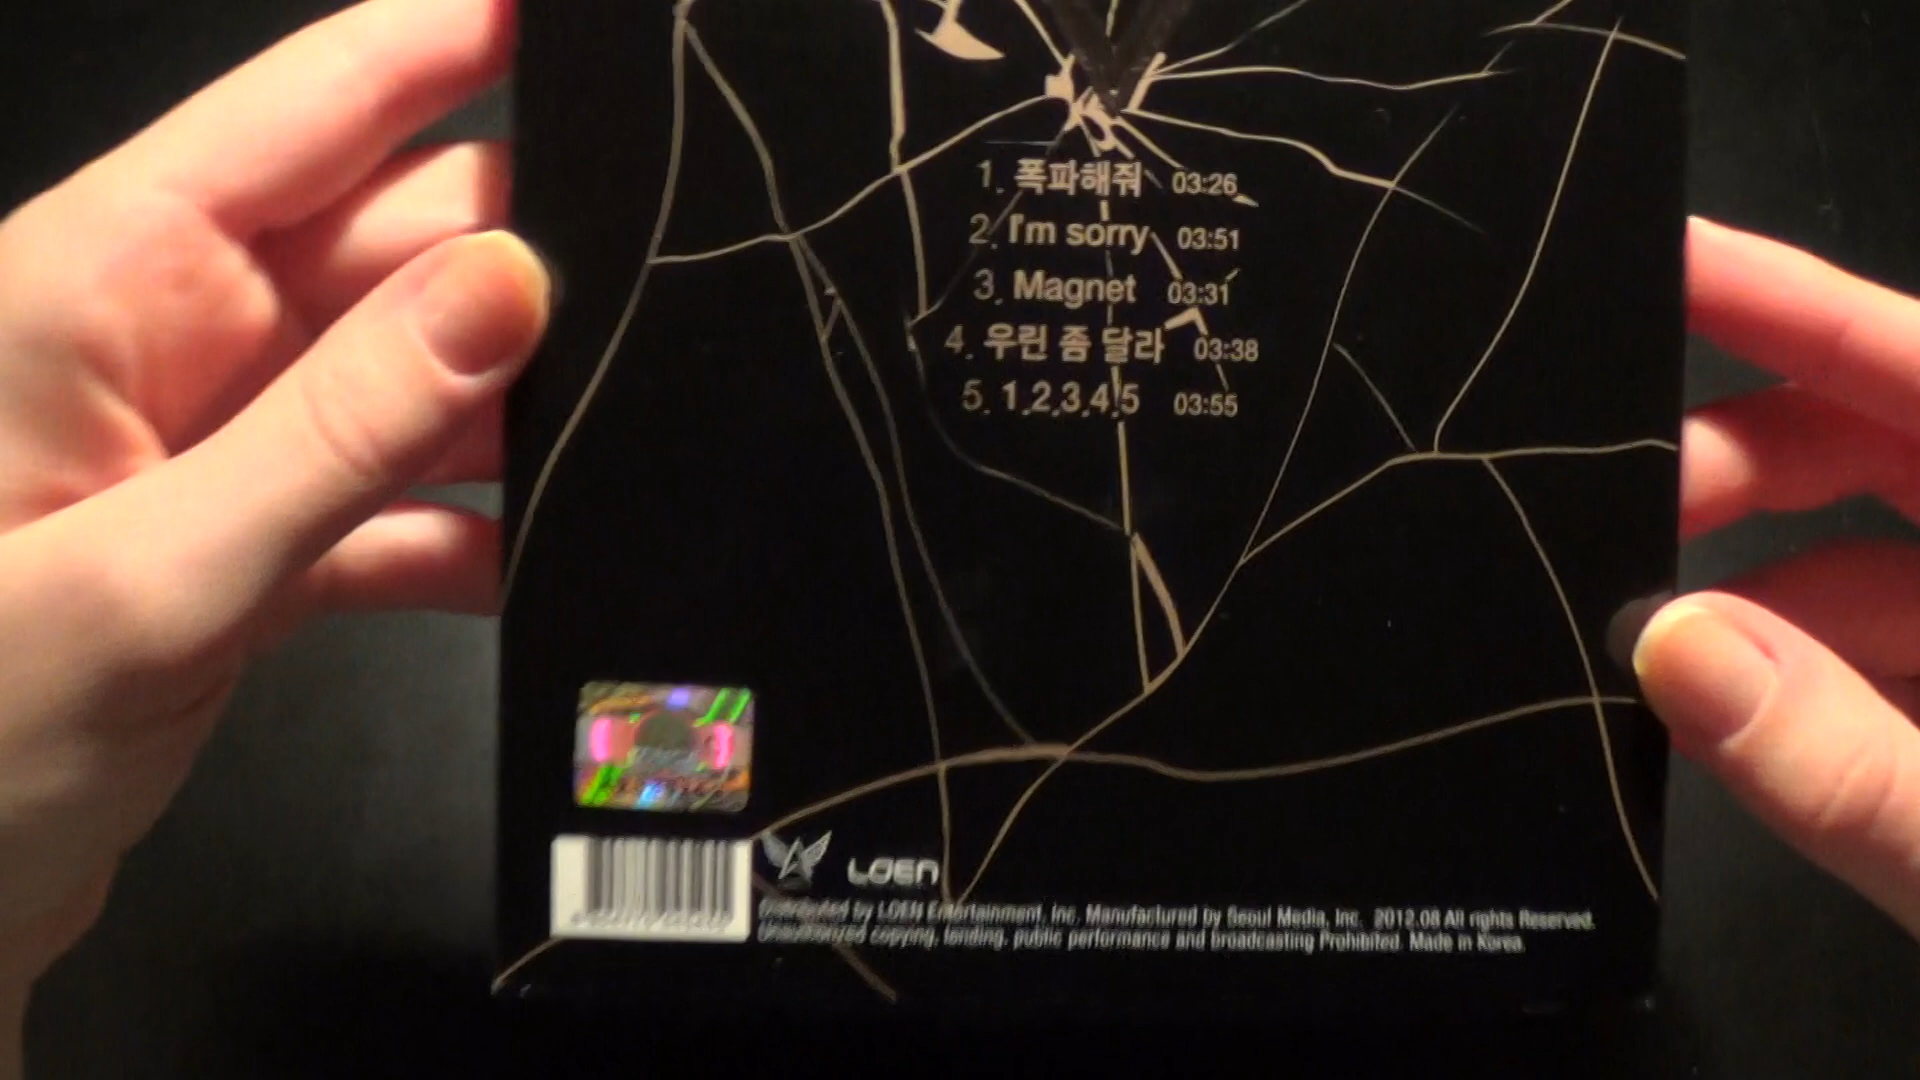 1. 폭파해줘 03:26
2. I'm sorry 03:51
3. Magnet 03:31
4. 우린 좀 달라 03:38
5. 1,2,3,4,5 03:55
LOEN
Distributed by LOEN Entertainment, Inc. Manufactured by Seoul Media, Inc. 2012.08 All rights Reserved.
Unauthorized copying, lending, public performance and broadcasting Prohibited. Made in Korea.